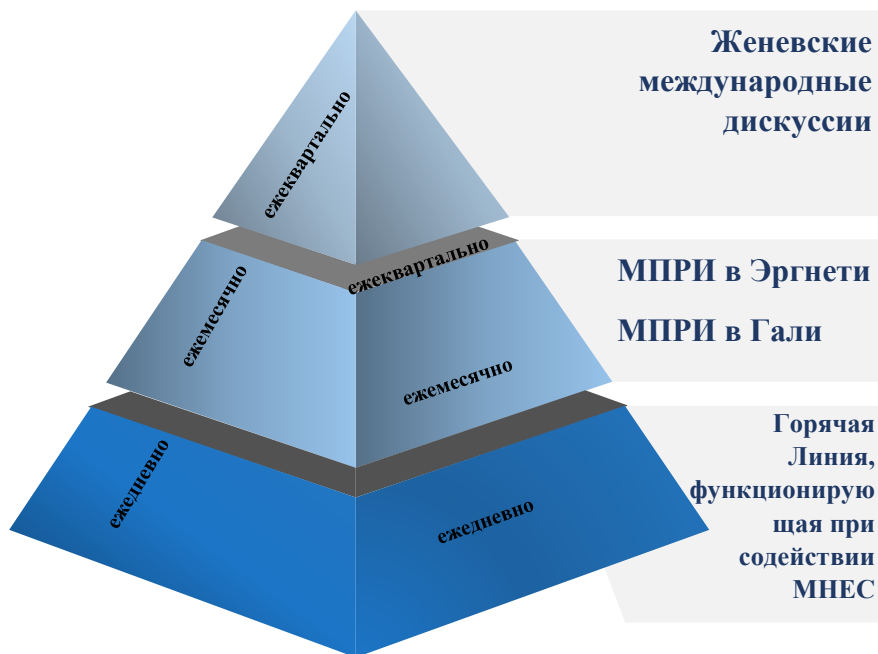 Женевские
международные
дискуссии
ежеквартально
ежеквартально
МПРИ в Эргнети
МПРИ в Гали
ежемесячно
ежемесячно
Горячая
Линия,
функционирую
щая при
содействии
МНЕС
ежедневно
ежедневно